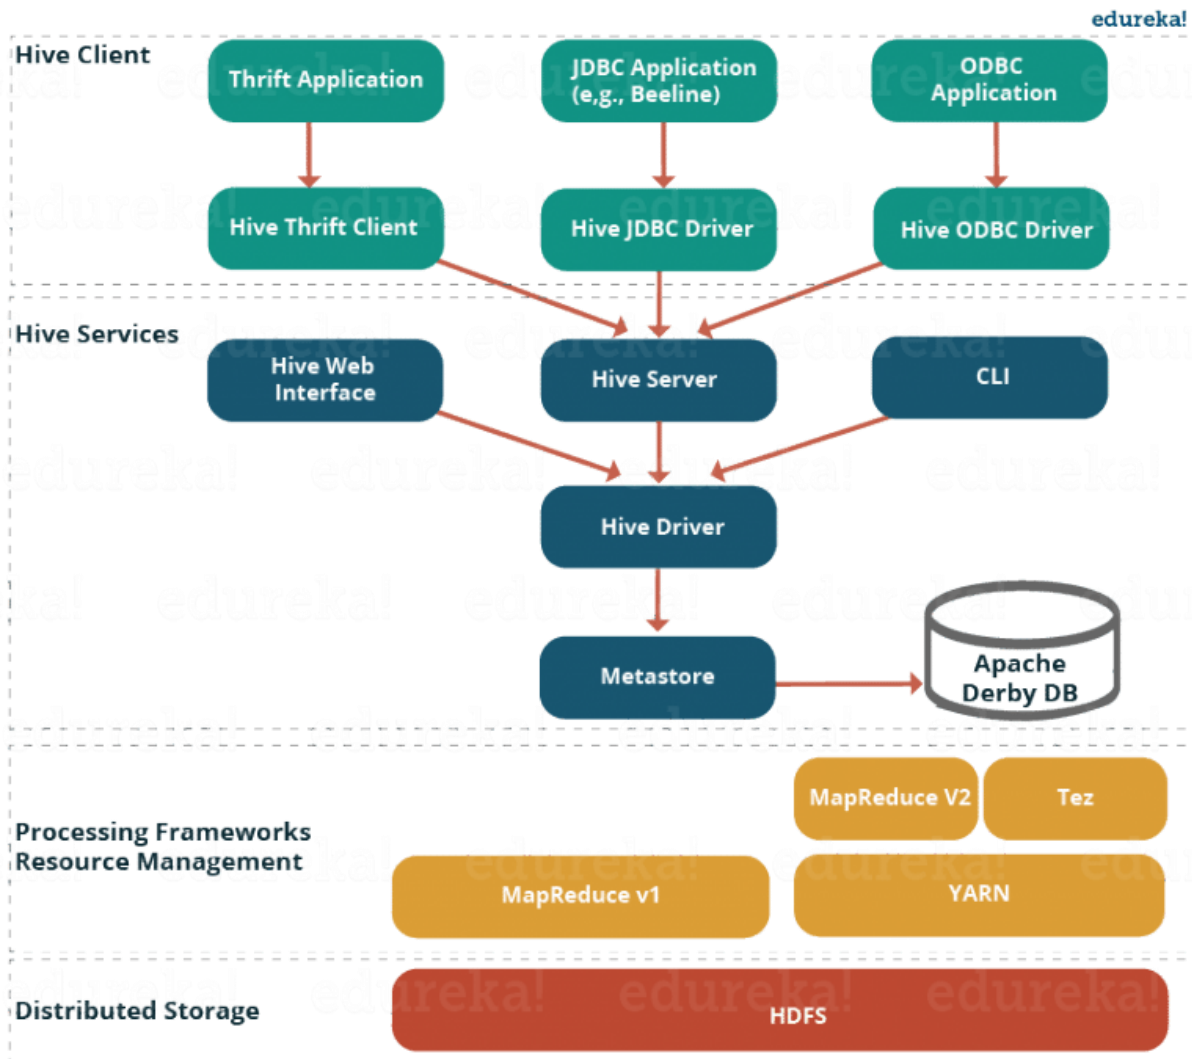 edureka!
Hive Client
Thrift Application
JDBC Application
(e,g., Beeline)
ODBC
Application
Hive Thrift Client
Hive JDBC Driver
Hive ODBC Driver
Hive Services
Hive Web
Interface
Hive Server
CLI
Hive Driver
Metastore
Apache
Derby DB
Processing Frameworks
Resource Management
MapReduce V2
Tez
MapReduce v1
YARN
Distributed Storage
HDFS